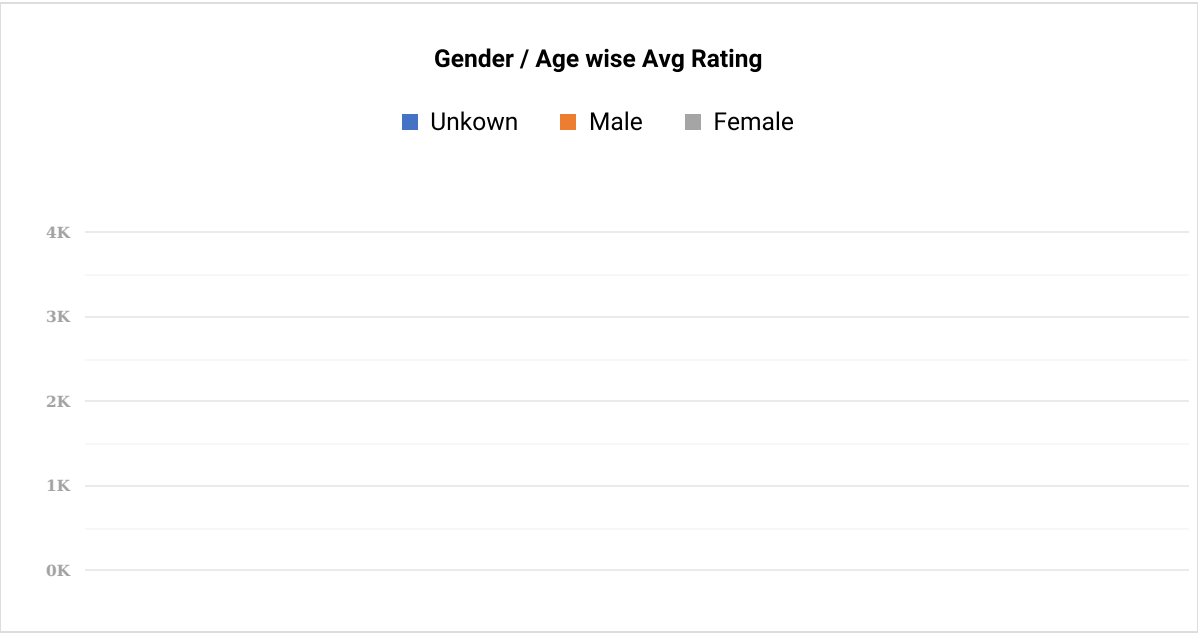 Gender / Age wise Avg Rating
Unkown Male Female
4K
3K
2K
1K
0K